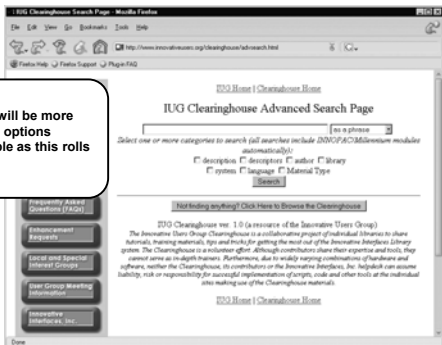 IUG Clearinghouse Search Page - Mozilla Firefox
File Edit View Go Bookmarks Tools Help
http://www.innovativeusers.org/clearinghouse/advsearch.html
Firefox Help Firefox Support Plug-in FAQ
will be more
options
ble as this rolls
IUG Home | Clearinghouse Home
IUG Clearinghouse Advanced Search Page
as a phrase
Select one or more categories to search (all searches include INNOPAC/Millennium modules
automatically):
description descriptors author library
system language Material Type
Search
Not finding anything? Click Here to Browse the Clearinghouse
Frequently Asked
Questions (FAQs)
Enhancement
Requests
Local and Special
Interest Groups
User Group Meeting
Information
Innovative
Interfaces, Inc.
IUG Clearinghouse ver. 1.0 (a resource of the Innovative Users Group)
The Innovative Users Group Clearinghouse is a collaborative project of individual libraries to share
tutorials, training materials, tips and tricks for getting the most out of the Innovative Interfaces Library
system. The Clearinghouse is a volunteer effort. Although contributors share their expertise and tools, they
cannot serve as in-depth trainers. Furthermore, due to widely varying combinations of hardware and
software, neither the Clearinghouse, its contributors or the Innovative Interfaces, Inc. helpdesk can assume
liability, risk or responsibility for successful implementation of scripts, code and other tools at the individual
sites making use of the Clearinghouse materials.
IUG Home | Clearinghouse Home
Done